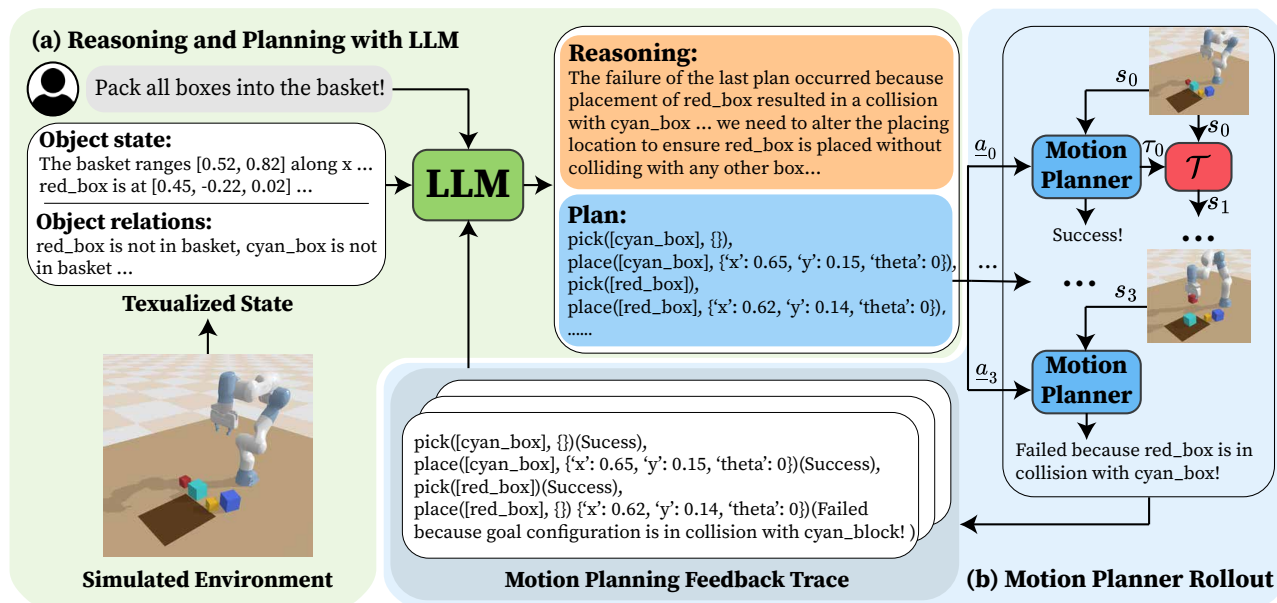 (a) Reasoning and Planning with LLM
Pack all boxes into the basket!
Object state:
The basket ranges [0.52, 0.82] along x ...
red_box is at [0.45, -0.22, 0.02] ...
Object relations:
red_box is not in basket, cyan_box is not
in basket ...
Texualized State
Simulated Environment
LLM
Reasoning:
The failure of the last plan occurred because
placement of red_box resulted in a collision
with cyan_box ... we need to alter the placing
location to ensure red_box is placed without
colliding with any other box...
Plan:
pick([cyan_box], {}),
place([cyan_box], {‘x’: 0.65, ‘y’: 0.15, ‘theta’: 0}),
pick([red_box]),
place([red_box], {‘x’: 0.62, ‘y’: 0.14, ‘theta’: 0}),
......
pick([cyan_box], {})(Sucess),
place([cyan_box], {‘x’: 0.65, ‘y’: 0.15, ‘theta’: 0})(Success),
pick([red_box])(Success),
place([red_box], {}) {‘x’: 0.62, ‘y’: 0.14, ‘theta’: 0})(Failed
because goal configuration is in collision with cyan_block! )
Motion Planning Feedback Trace
s₀
s₀
a₀
Motion
Planner
τ₀
𝒯
s₁
Success!
...
...
...
s₃
a₃
Motion
Planner
Failed because red_box is in
collision with cyan_box!
(b) Motion Planner Rollout